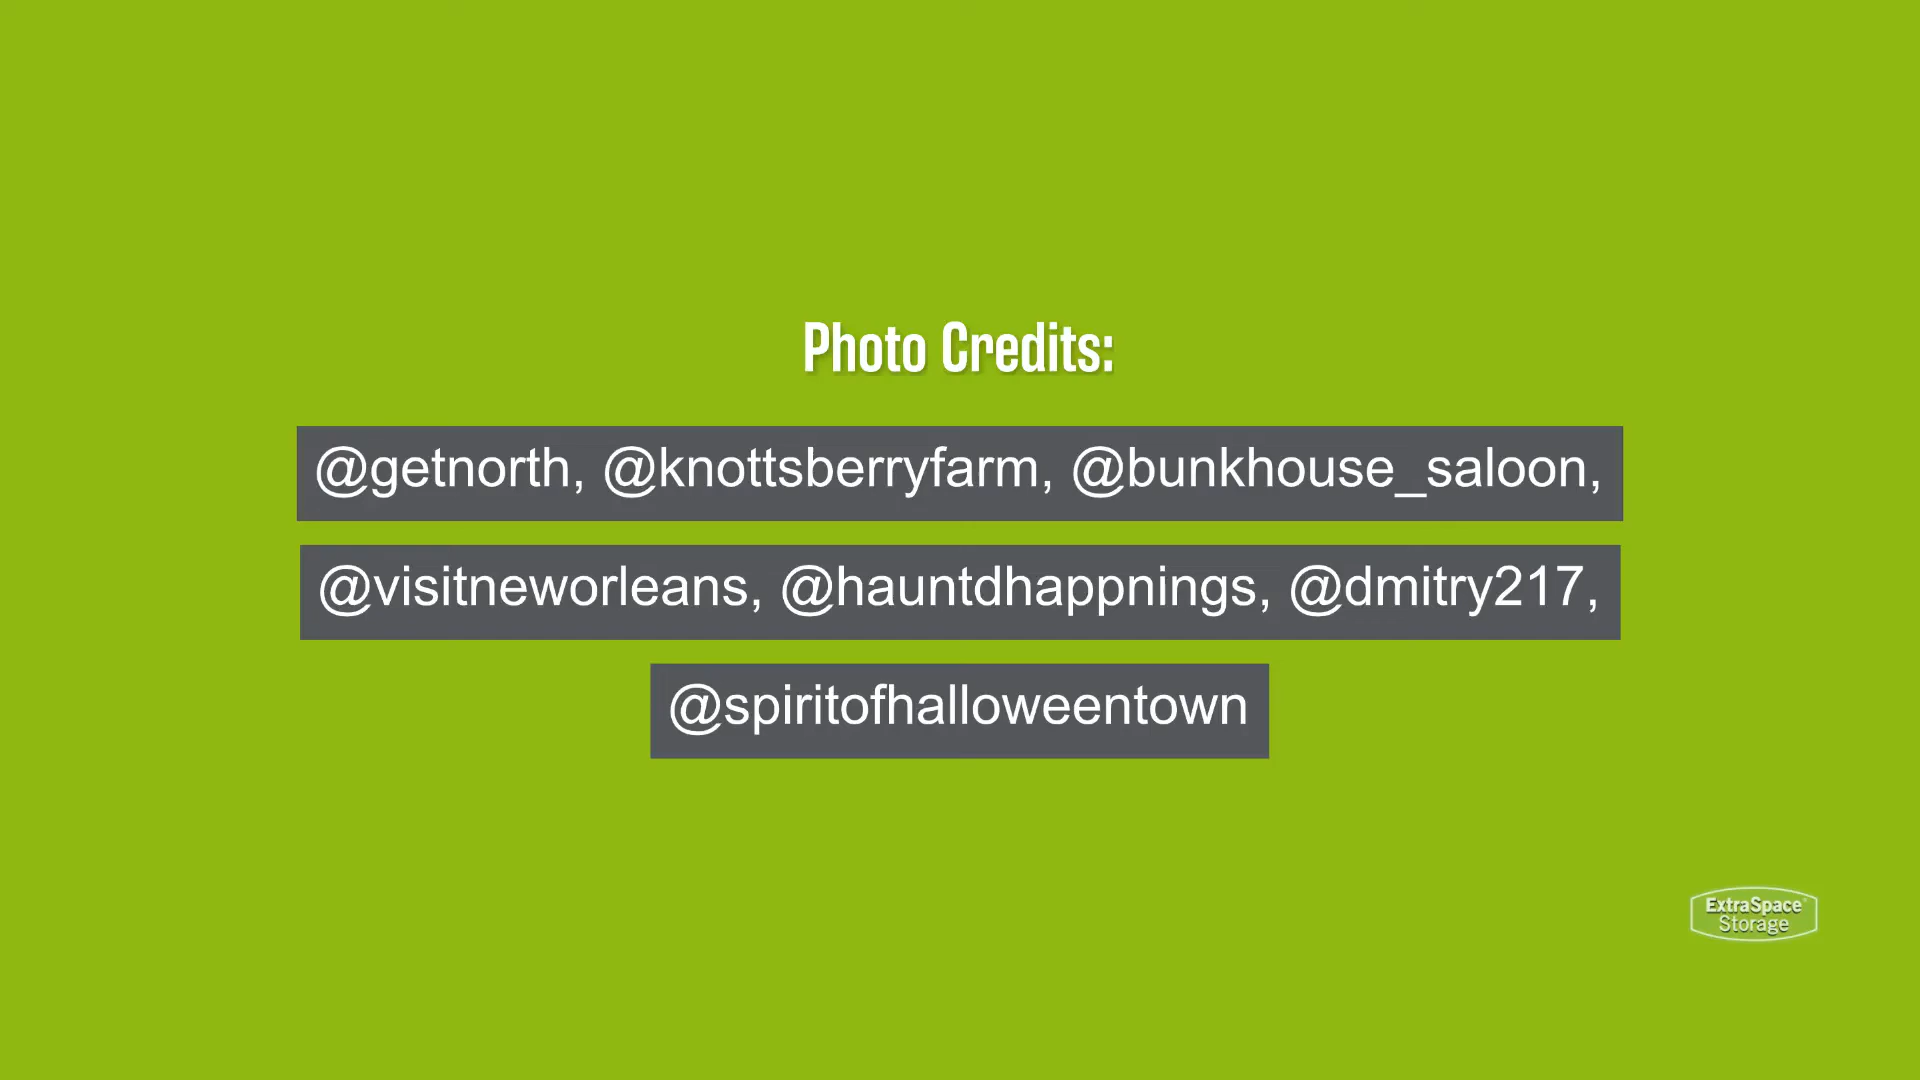 Photo Credits:
@getnorth, @knottsberryfarm, @bunkhouse_saloon,
@visitneworleans, @hauntdhappnings, @dmitry217,
@spiritofhalloweentown
ExtraSpace®
Storage